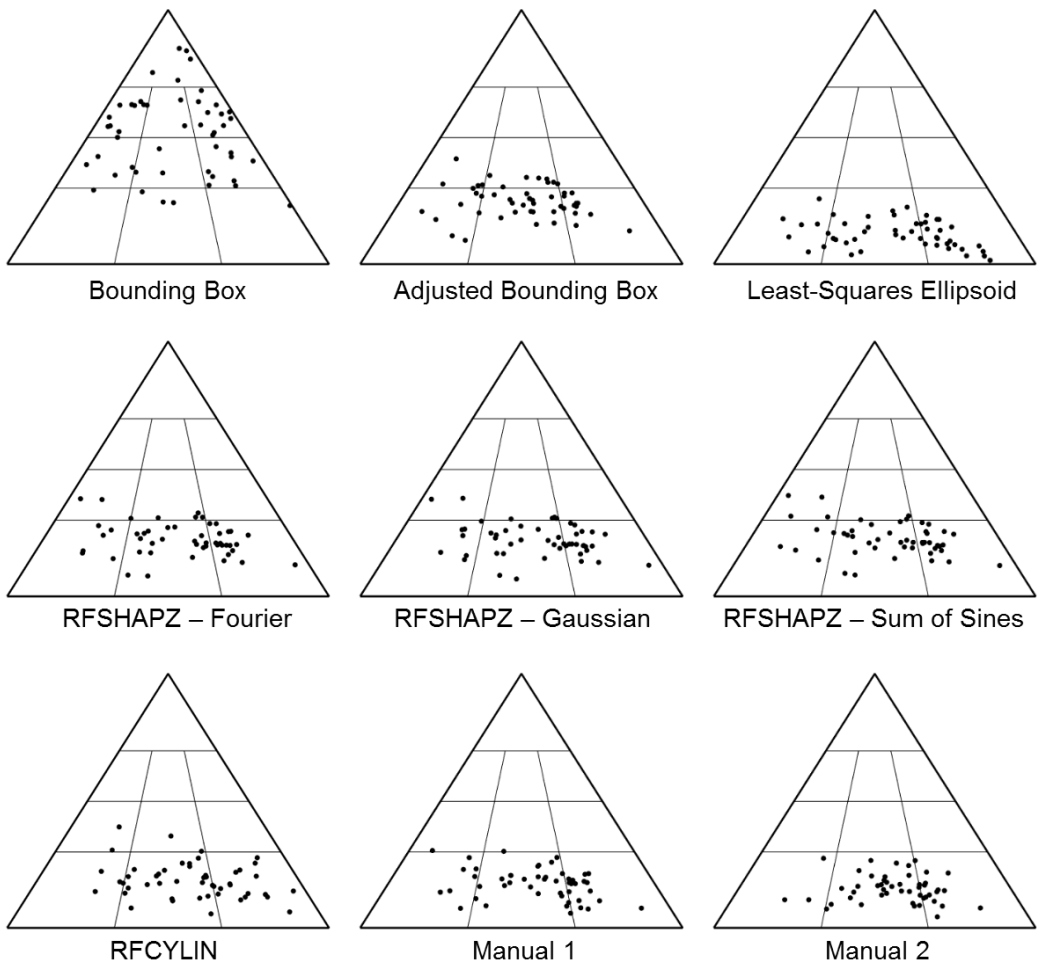 Bounding Box
Adjusted Bounding Box
Least-Squares Ellipsoid
RFSHAPZ – Fourier
RFSHAPZ – Gaussian
RFSHAPZ – Sum of Sines
RFCYLIN
Manual 1
Manual 2